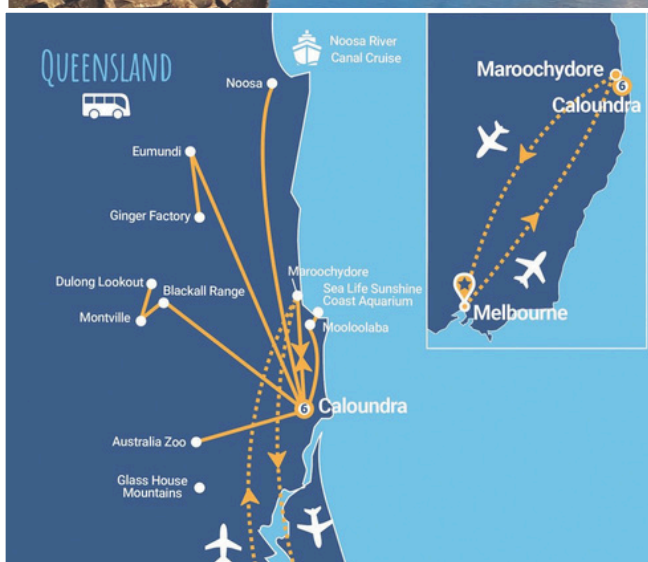 QUEENSLAND
Noosa River
Canal Cruise
Noosa
Eumundi
Ginger Factory
Dulong Lookout
Blackall Range
Montville
Maroochydore
Sea Life Sunshine
Coast Aquarium
Mooloolaba
6
Caloundra
Australia Zoo
Glass House
Mountains
Maroochydore
6
Caloundra
Melbourne